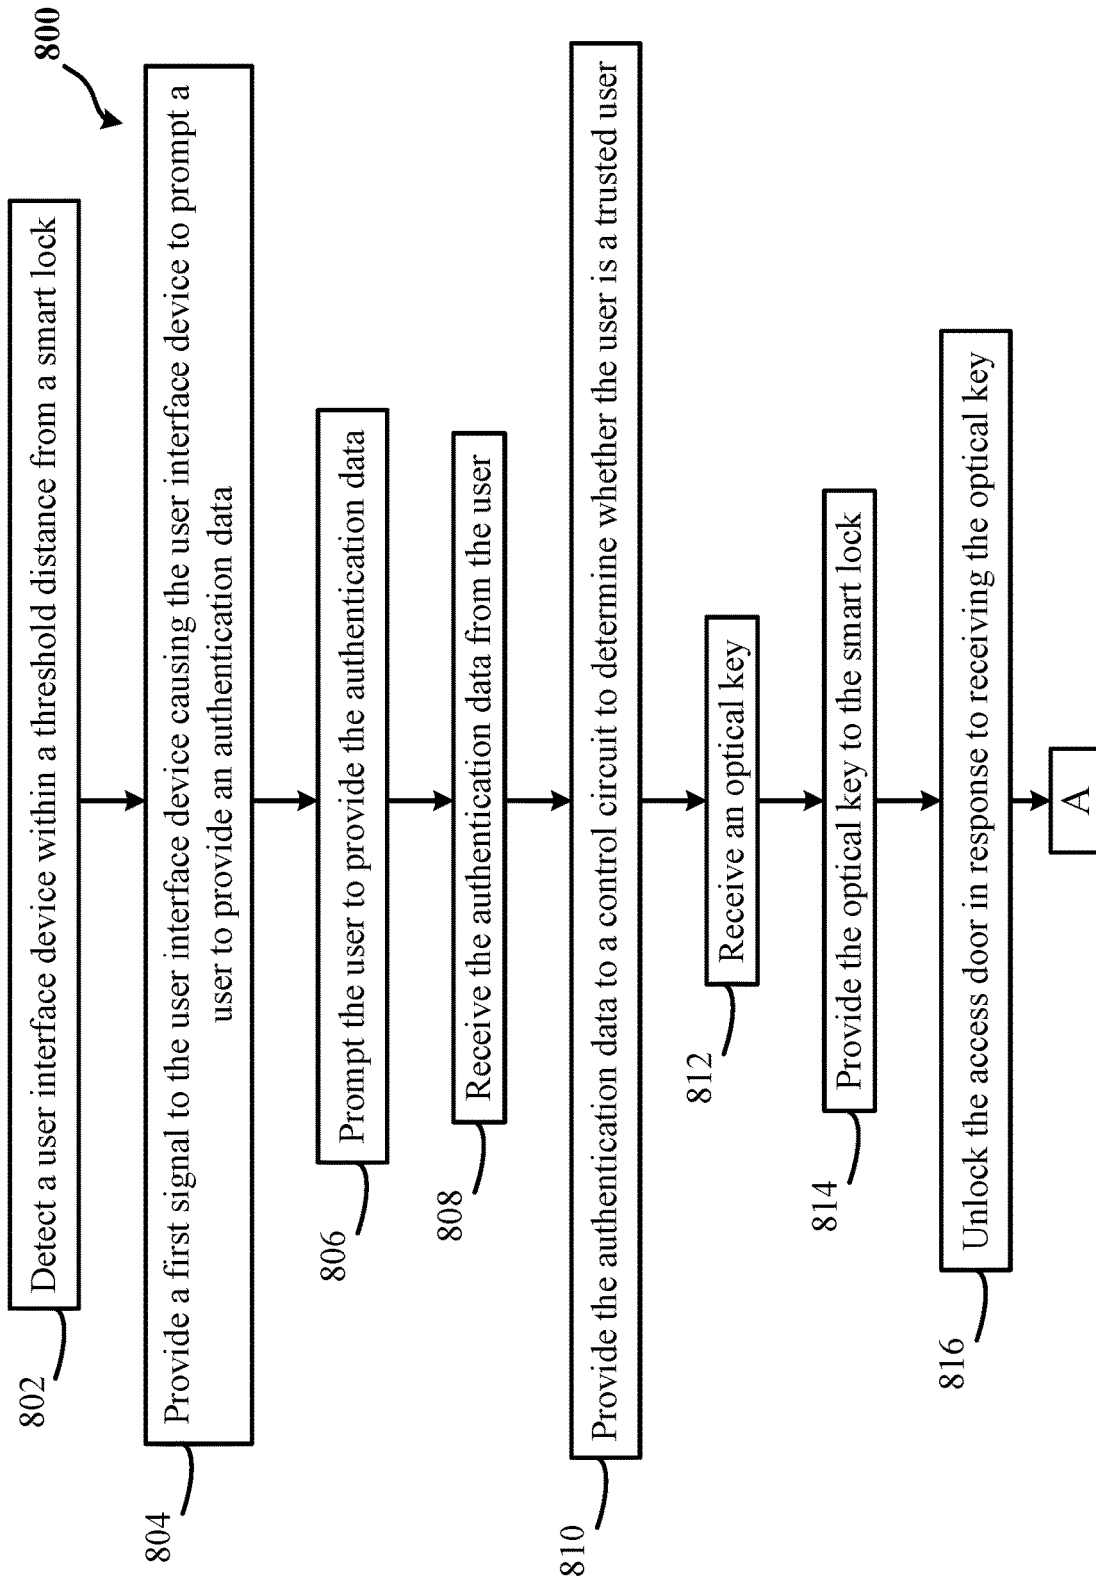 800
802
Detect a user interface device within a threshold distance from a smart lock
804
Provide a first signal to the user interface device causing the user interface device to prompt a
user to provide an authentication data
806
Prompt the user to provide the authentication data
808
Receive the authentication data from the user
810
Provide the authentication data to a control circuit to determine whether the user is a trusted user
812
Receive an optical key
814
Provide the optical key to the smart lock
816
Unlock the access door in response to receiving the optical key
A